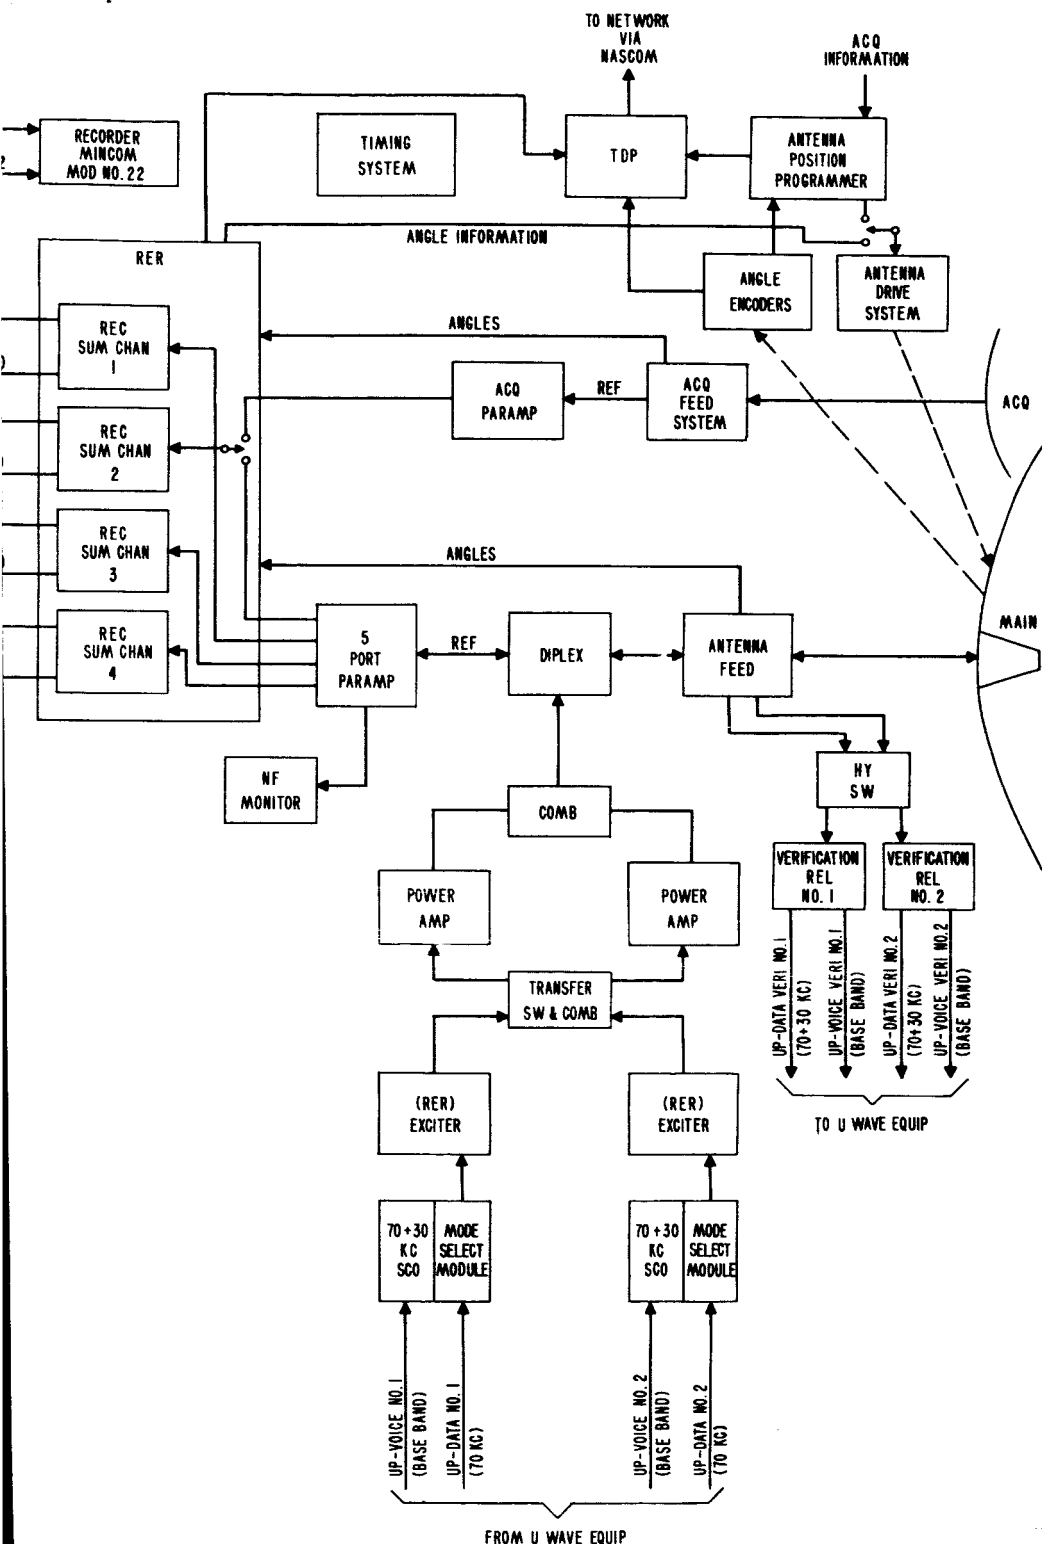 TO NETWORK
VIA
NASCOM
ACQ
INFORMATION
RECORDER
MINCOM
MOD NO. 22
TIMING
SYSTEM
TDP
ANTENNA
POSITION
PROGRAMMER
ANGLE INFORMATION
RER
ANGLE
ENCODERS
ANTENNA
DRIVE
SYSTEM
REC
SUM CHAN
1
ANGLES
ACQ
PARAMP
REF
ACQ
FEED
SYSTEM
ACQ
REC
SUM CHAN
2
REC
SUM CHAN
3
ANGLES
REC
SUM CHAN
4
5
PORT
PARAMP
REF
DIPLEX
ANTENNA
FEED
MAIN
NF
MONITOR
COMB
HY
SW
VERIFICATION
REL
NO. 1
VERIFICATION
REL
NO. 2
POWER
AMP
POWER
AMP
TRANSFER
SW & COMB
UP-DATA VERI NO. 1
(70+30 KC)
UP-VOICE VERI NO. 1
(BASE BAND)
UP-DATA VERI NO. 2
(70+30 KC)
UP-VOICE VERI NO. 2
(BASE BAND)
TO U WAVE EQUIP
(RER)
EXCITER
(RER)
EXCITER
70+30
KC
SCO
MODE
SELECT
MODULE
70+30
KC
SCO
MODE
SELECT
MODULE
UP-VOICE NO. 1
(BASE BAND)
UP-DATA NO. 1
(70 KC)
UP-VOICE NO. 2
(BASE BAND)
UP-DATA NO. 2
(70 KC)
FROM U WAVE EQUIP